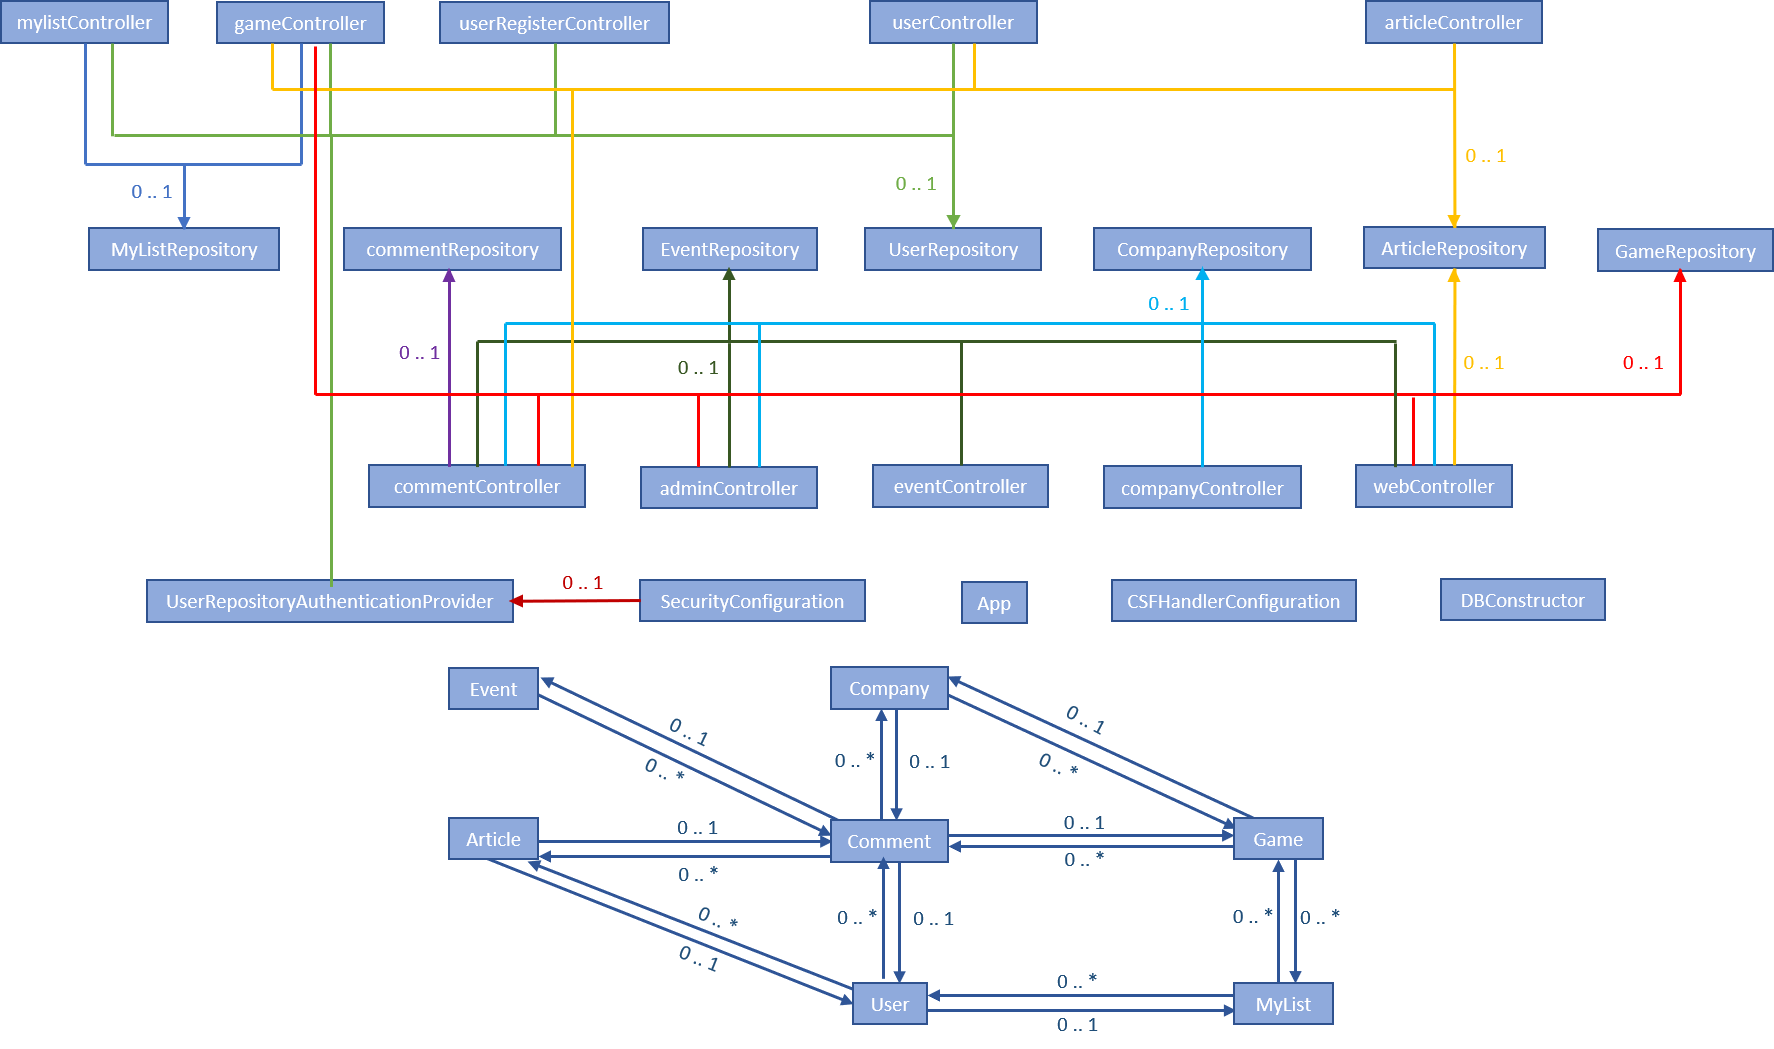 mylistController
gameController
userRegisterController
userController
articleController
0 .. 1
0 .. 1
0 .. 1
MyListRepository
commentRepository
EventRepository
UserRepository
CompanyRepository
ArticleRepository
GameRepository
0 .. 1
0 .. 1
0 .. 1
0 .. 1
0 .. 1
commentController
adminController
eventController
companyController
webController
0 .. 1
UserRepositoryAuthenticationProvider
SecurityConfiguration
App
CSFHandlerConfiguration
DBConstructor
Event
Company
0 .. 1
0 .. *
0 .. *
0 .. 1
0 .. 1
0 .. *
Article
0 .. 1
0 .. *
Comment
0 .. 1
0 .. *
Game
0 .. *
0 .. 1
0 .. *
0 .. 1
0 .. *
0 .. *
User
0 .. *
0 .. 1
MyList